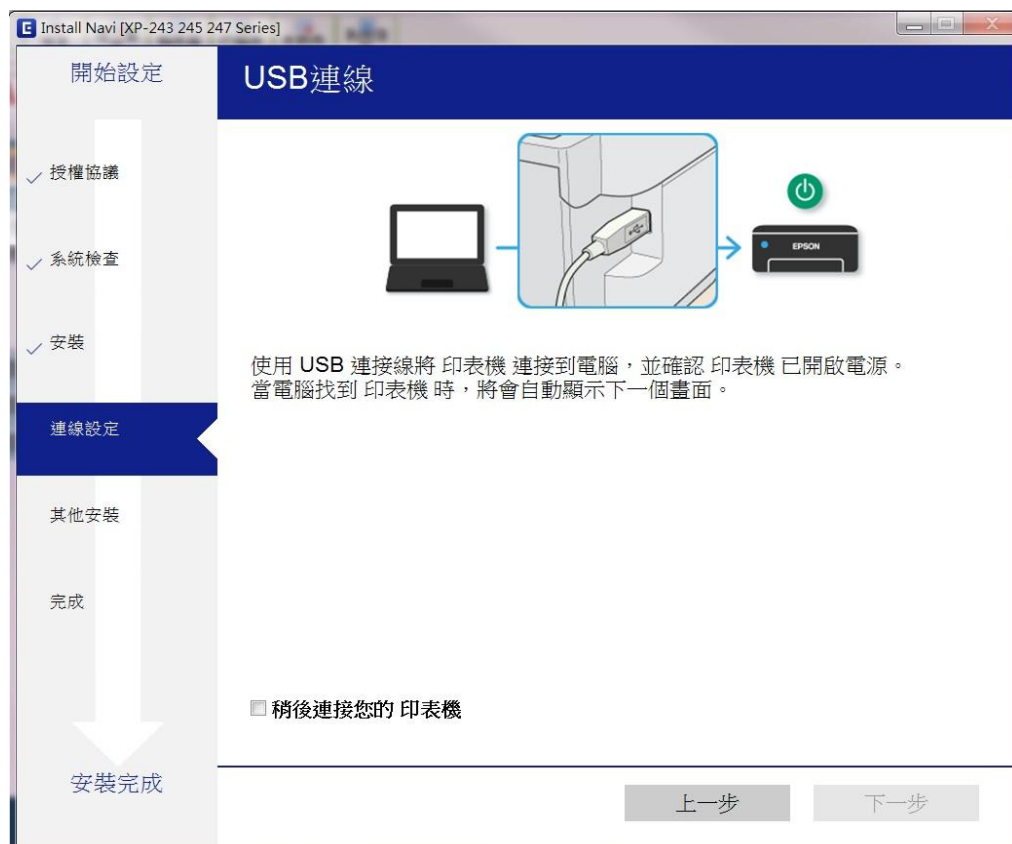 Install Navi [XP-243 245 247 Series]
開始設定
授權協議
系統檢查
安裝
連線設定
其他安裝
完成
安裝完成
USB連線
EPSON
使用 USB 連接線將 印表機 連接到電腦，並確認 印表機 已開啟電源。
當電腦找到 印表機 時，將會自動顯示下一個畫面。
稍後連接您的 印表機
上一步
下一步